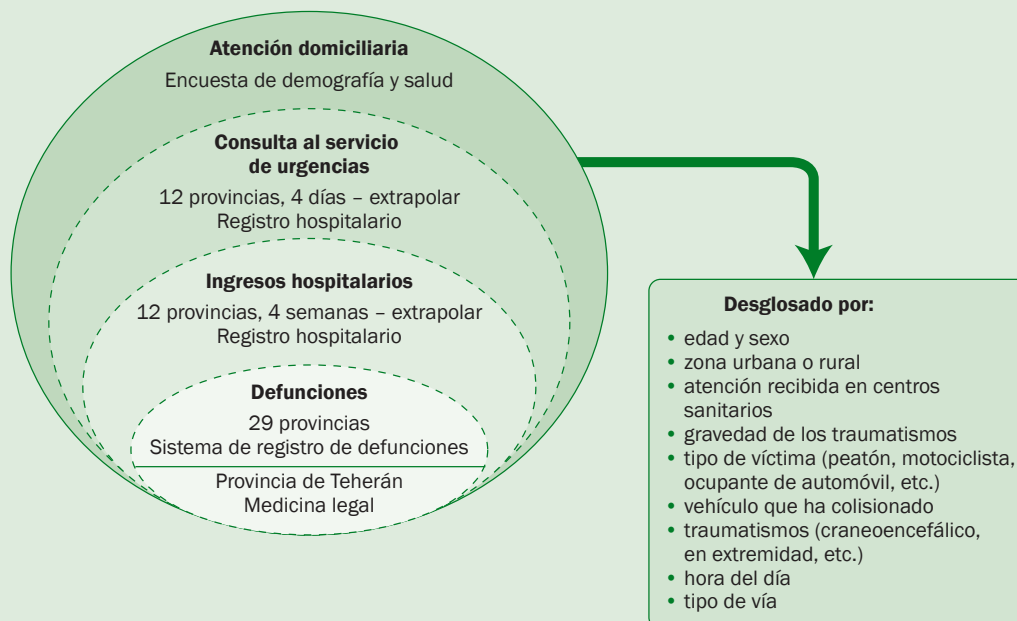 Atención domiciliaria
Encuesta de demografía y salud
Consulta al servicio
de urgencias
12 provincias, 4 días – extrapolar
Registro hospitalario
Ingresos hospitalarios
12 provincias, 4 semanas – extrapolar
Registro hospitalario
Defunciones
29 provincias
Sistema de registro de defunciones
Provincia de Teherán
Medicina legal
Desglosado por:
• edad y sexo
• zona urbana o rural
• atención recibida en centros
sanitarios
• gravedad de los traumatismos
• tipo de víctima (peatón, motociclista,
ocupante de automóvil, etc.)
• vehículo que ha colisionado
• traumatismos (craneoencefálico,
en extremidad, etc.)
• hora del día
• tipo de vía